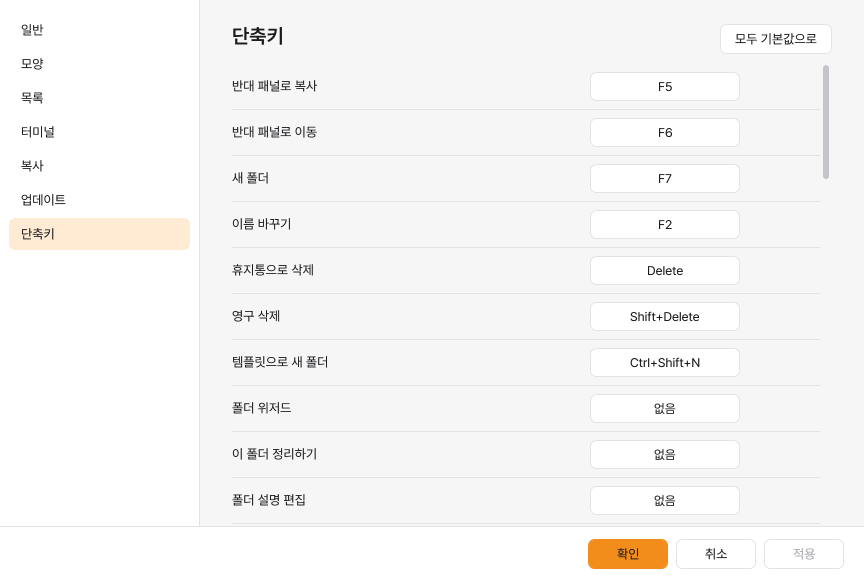 일반
모양
목록
터미널
복사
업데이트
단축키
단축키
모두 기본값으로
반대 패널로 복사
F5
반대 패널로 이동
F6
새 폴더
F7
이름 바꾸기
F2
휴지통으로 삭제
Delete
영구 삭제
Shift+Delete
템플릿으로 새 폴더
Ctrl+Shift+N
폴더 위저드
없음
이 폴더 정리하기
없음
폴더 설명 편집
없음
확인
취소
적용